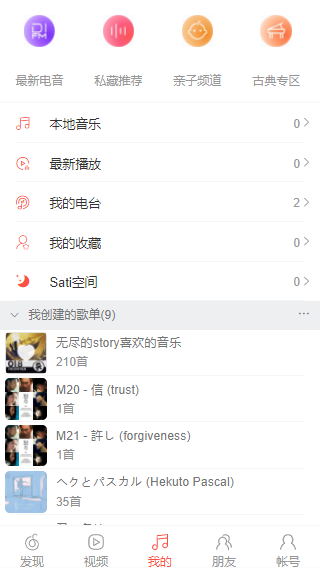 DI
FM
最新电音
私藏推荐
亲子频道
古典专区
本地音乐 0
最新播放 0
我的电台 2
我的收藏 0
Sati空间 0
我创建的歌单(9)
无尽的story喜欢的音乐
210首
M20 - 信 (trust)
1首
M21 - 許し (forgiveness)
1首
ヘクとパスカル (Hekuto Pascal)
35首
发现
视频
我的
朋友
帐号